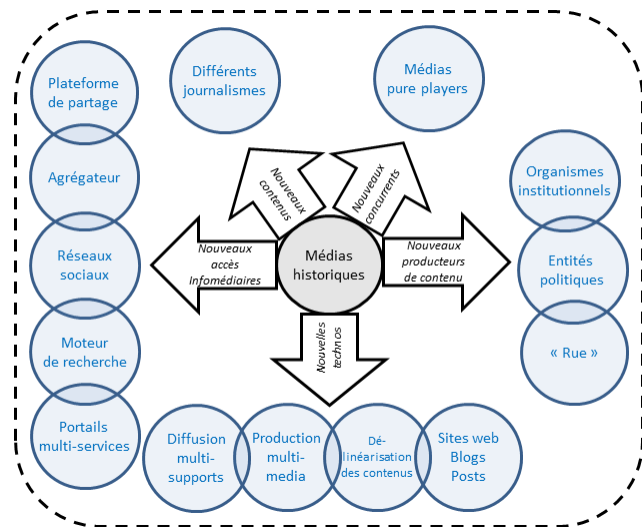 Plateforme
de partage
Différents
journalismes
Médias
pure players
Agrégateur
Réseaux
sociaux
Moteur
de recherche
Portails
multi-services
Nouveaux
contenus
Nouveaux
concurrents
Nouveaux
accès
Infomédiaires
Médias
historiques
Nouveaux
producteurs
de contenu
Nouvelles
technos
Organismes
institutionnels
Entités
politiques
« Rue »
Diffusion
multi-
supports
Production
multi-
media
Dé-
linéarisation
des contenus
Sites web
Blogs
Posts